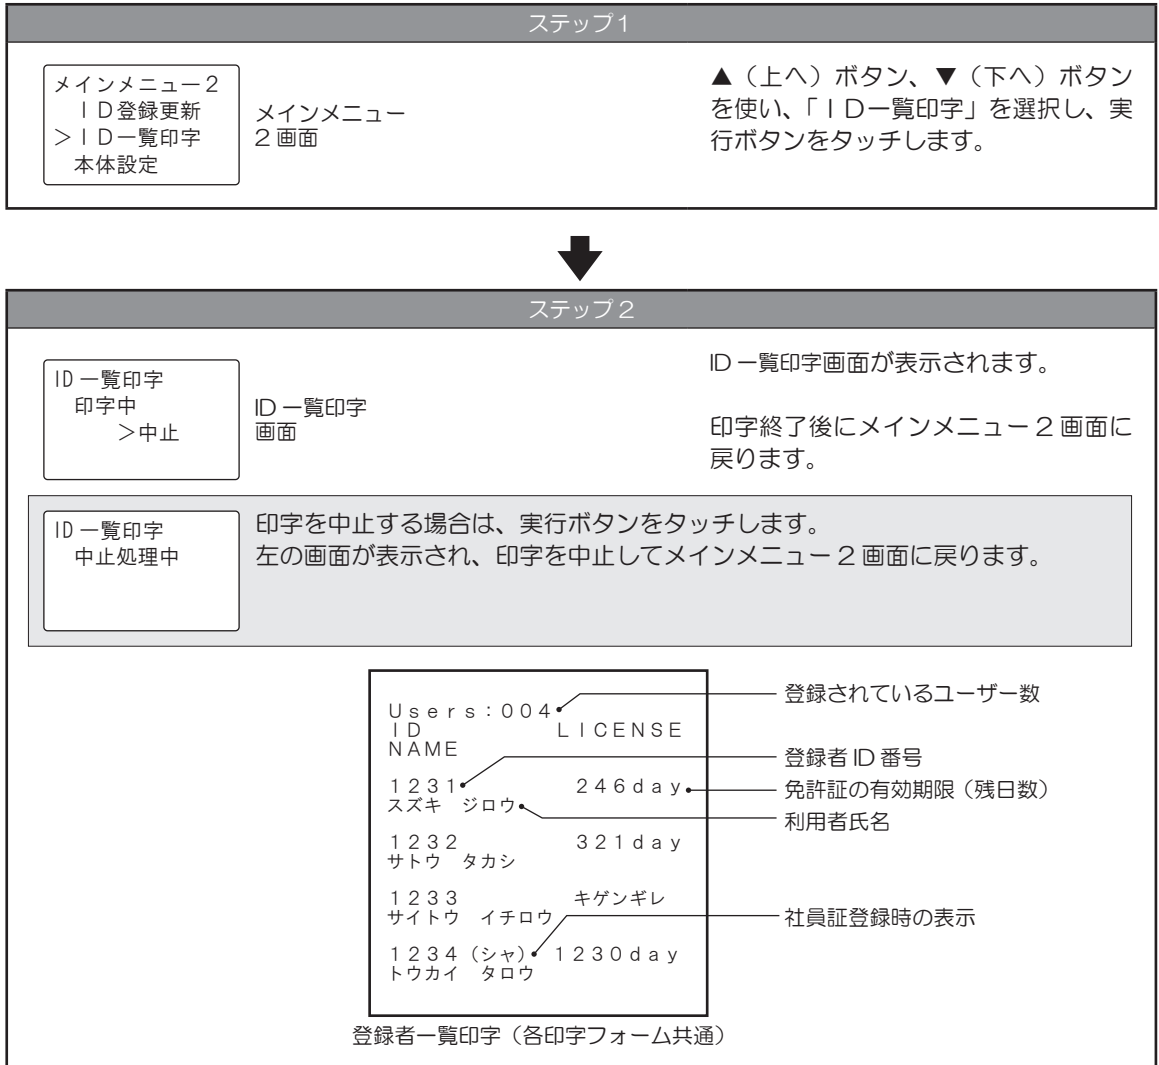 ステップ1
メインメニュー2
ID登録更新
>ID一覧印字
本体設定
メインメニュー
2画面
▲(上へ)ボタン、▼(下へ)ボタン
を使い、「ID一覧印字」を選択し、実
行ボタンをタッチします。
ステップ2
ID一覧印字
印字中
>中止
ID一覧印字
画面
ID一覧印字画面が表示されます。
印字終了後にメインメニュー2画面に
戻ります。
ID一覧印字
中止処理中
印字を中止する場合は、実行ボタンをタッチします。
左の画面が表示され、印字を中止してメインメニュー2画面に戻ります。
Users:004
ID LICENSE
NAME
1231 246day
スズキ ジロウ
1232 321day
サトウ タカシ
1233 キゲンギレ
サイトウ イチロウ
1234(シャ) 1230day
トウカイ タロウ
登録されているユーザー数
登録者ID番号
免許証の有効期限(残日数)
利用者氏名
社員証登録時の表示
登録者一覧印字(各印字フォーム共通)